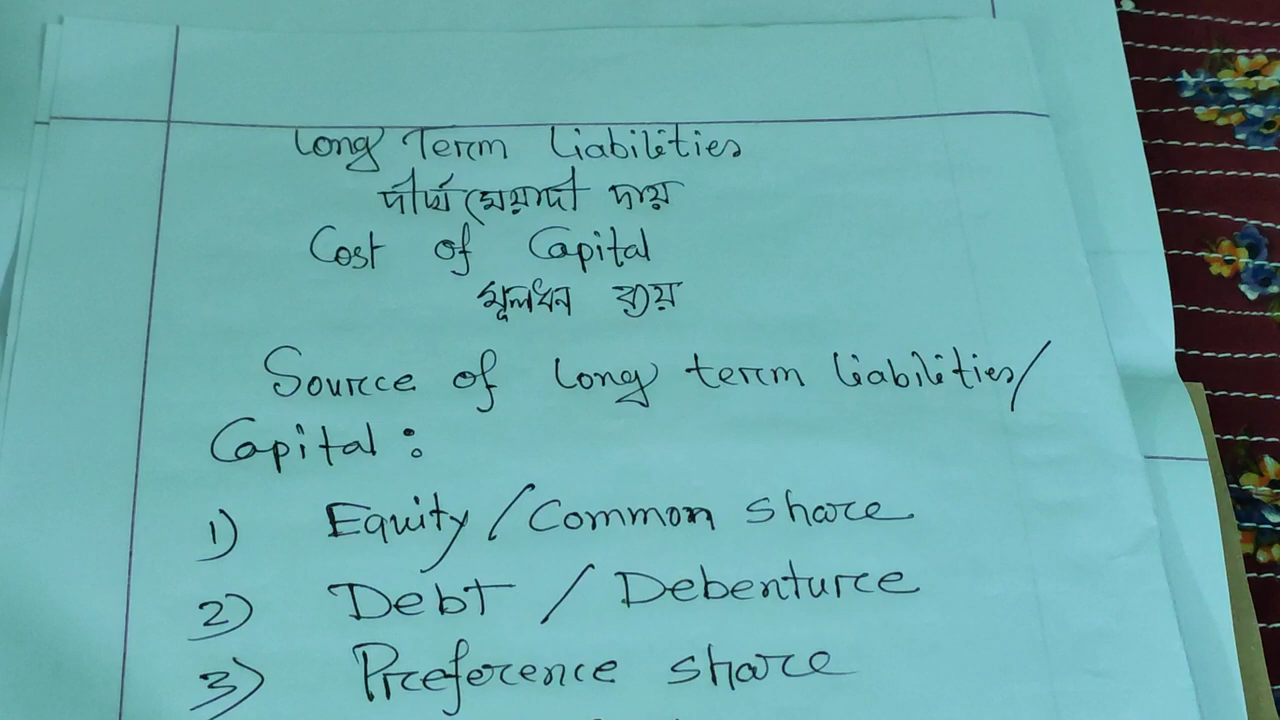 Long Term Liabilities
দীর্ঘ মেয়াদী দায়
Cost of Capital
মূলধন ব্যয়
Source of long term liabilities/
Capital :
1) Equity / Common share
2) Debt / Debenture
3) Preference share